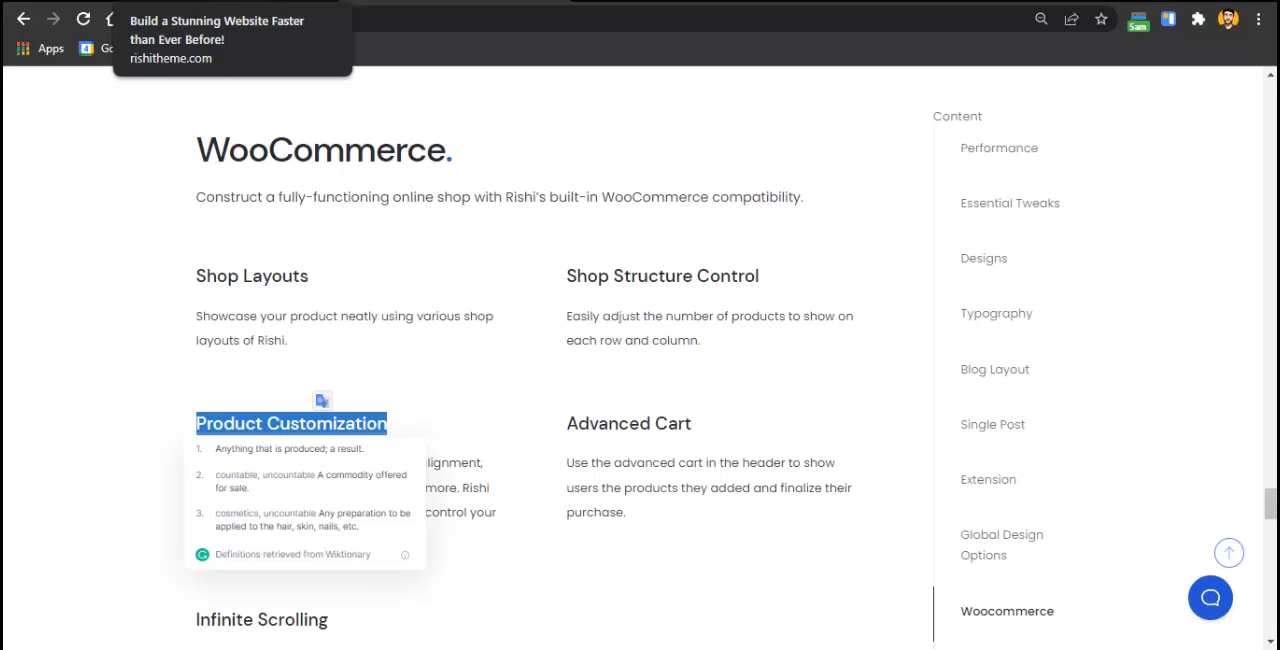 Build a Stunning Website Faster
than Ever Before!
rishitheme.com
Apps
4
Sam
WooCommerce.
Construct a fully-functioning online shop with Rishi's built-in WooCommerce compatibility.
Shop Layouts
Showcase your product neatly using various shop
layouts of Rishi.
Shop Structure Control
Easily adjust the number of products to show on
each row and column.
Product Customization
1. Anything that is produced; a result.
2. countable, uncountable A commodity offered
for sale.
3. cosmetics, uncountable Any preparation to be
applied to the hair, skin, nails, etc.
Definitions retrieved from Wiktionary
lignment,
more. Rishi
control your
Advanced Cart
Use the advanced cart in the header to show
users the products they added and finalize their
purchase.
Infinite Scrolling
Content
Performance
Essential Tweaks
Designs
Typography
Blog Layout
Single Post
Extension
Global Design
Options
Woocommerce